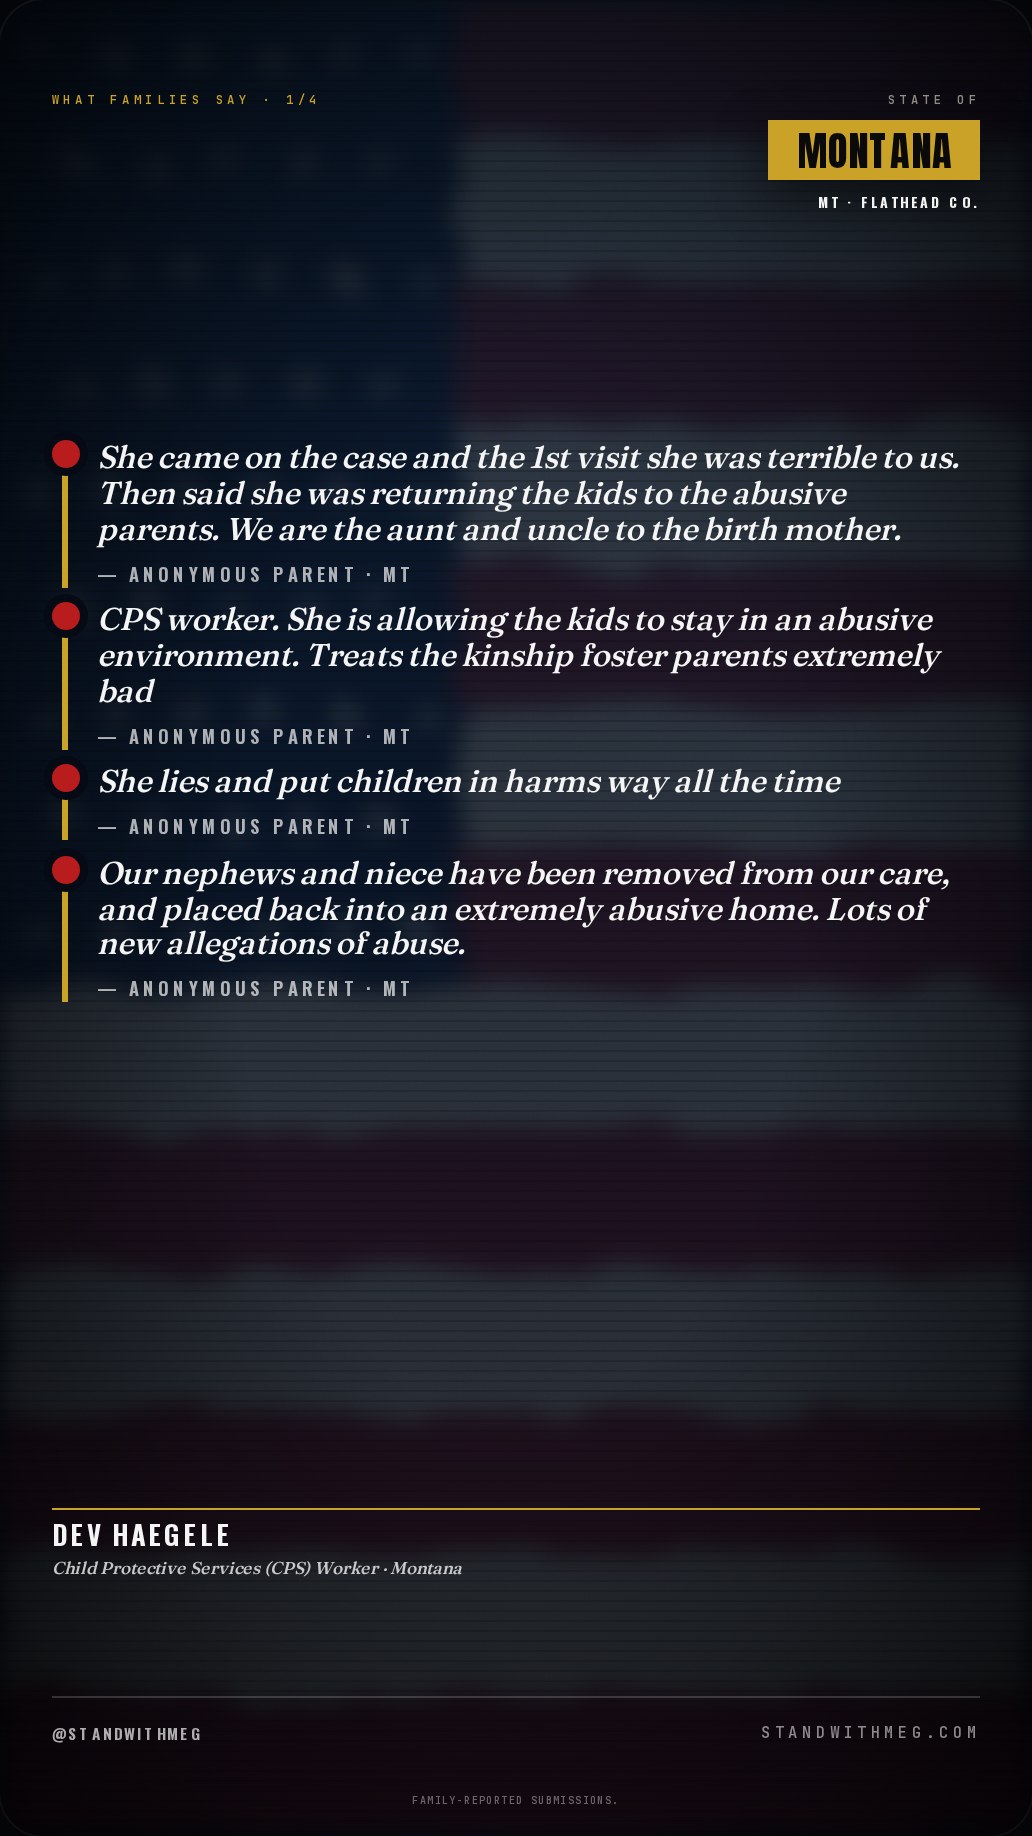 WHAT FAMILIES SAY · 1/4
STATE OF
MONTANA
MT · FLATHEAD CO.
She came on the case and the 1st visit she was terrible to us.
Then said she was returning the kids to the abusive
parents. We are the aunt and uncle to the birth mother.
— ANONYMOUS PARENT · MT
CPS worker. She is allowing the kids to stay in an abusive
environment. Treats the kinship foster parents extremely
bad
— ANONYMOUS PARENT · MT
She lies and put children in harms way all the time
— ANONYMOUS PARENT · MT
Our nephews and niece have been removed from our care,
and placed back into an extremely abusive home. Lots of
new allegations of abuse.
— ANONYMOUS PARENT · MT
DEV HAEGELE
Child Protective Services (CPS) Worker · Montana
@STANDWITHMEG
STANDWITHMEG.COM
FAMILY-REPORTED SUBMISSIONS.